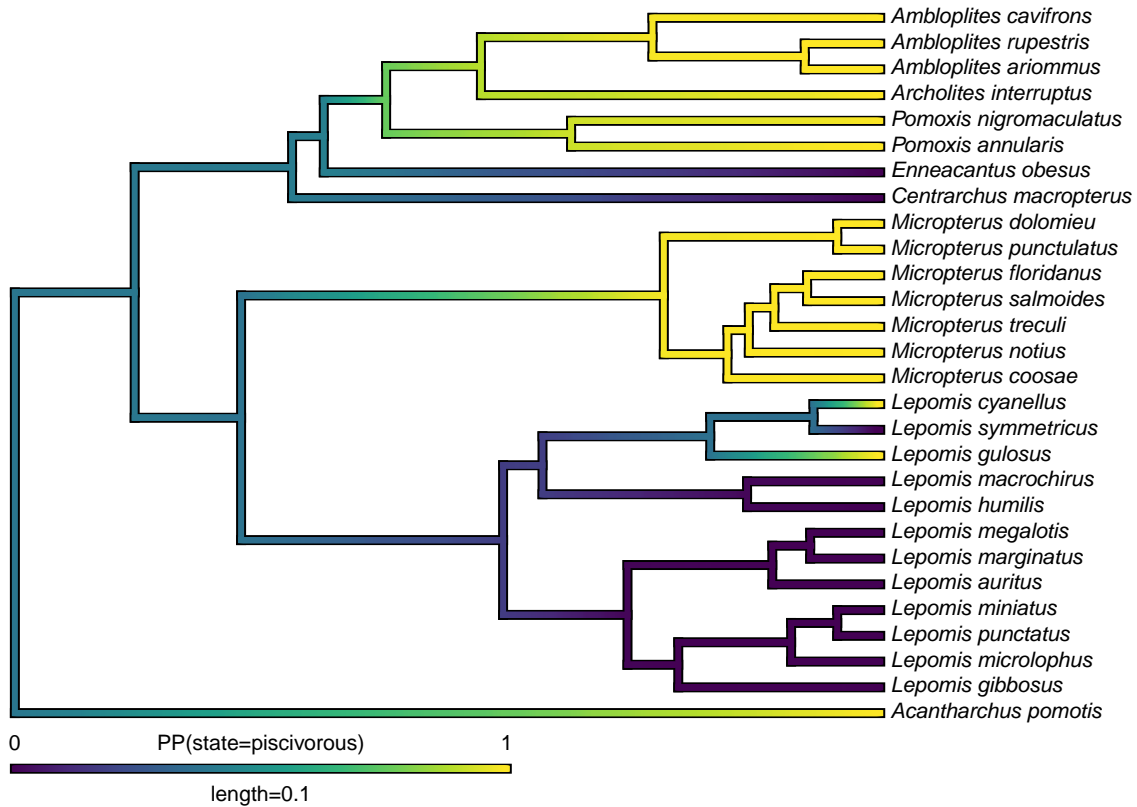 Ambloplites cavifrons
Ambloplites rupestris
Ambloplites ariommus
Archolites interruptus
Pomoxis nigromaculatus
Pomoxis annularis
Enneacantus obesus
Centrarchus macropterus
Micropterus dolomieu
Micropterus punctulatus
Micropterus floridanus
Micropterus salmoides
Micropterus treculi
Micropterus notius
Micropterus coosae
Lepomis cyanellus
Lepomis symmetricus
Lepomis gulosus
Lepomis macrochirus
Lepomis humilis
Lepomis megalotis
Lepomis marginatus
Lepomis auritus
Lepomis miniatus
Lepomis punctatus
Lepomis microlophus
Lepomis gibbosus
Acantharchus pomotis
0 PP(state=piscivorous) 1
length=0.1